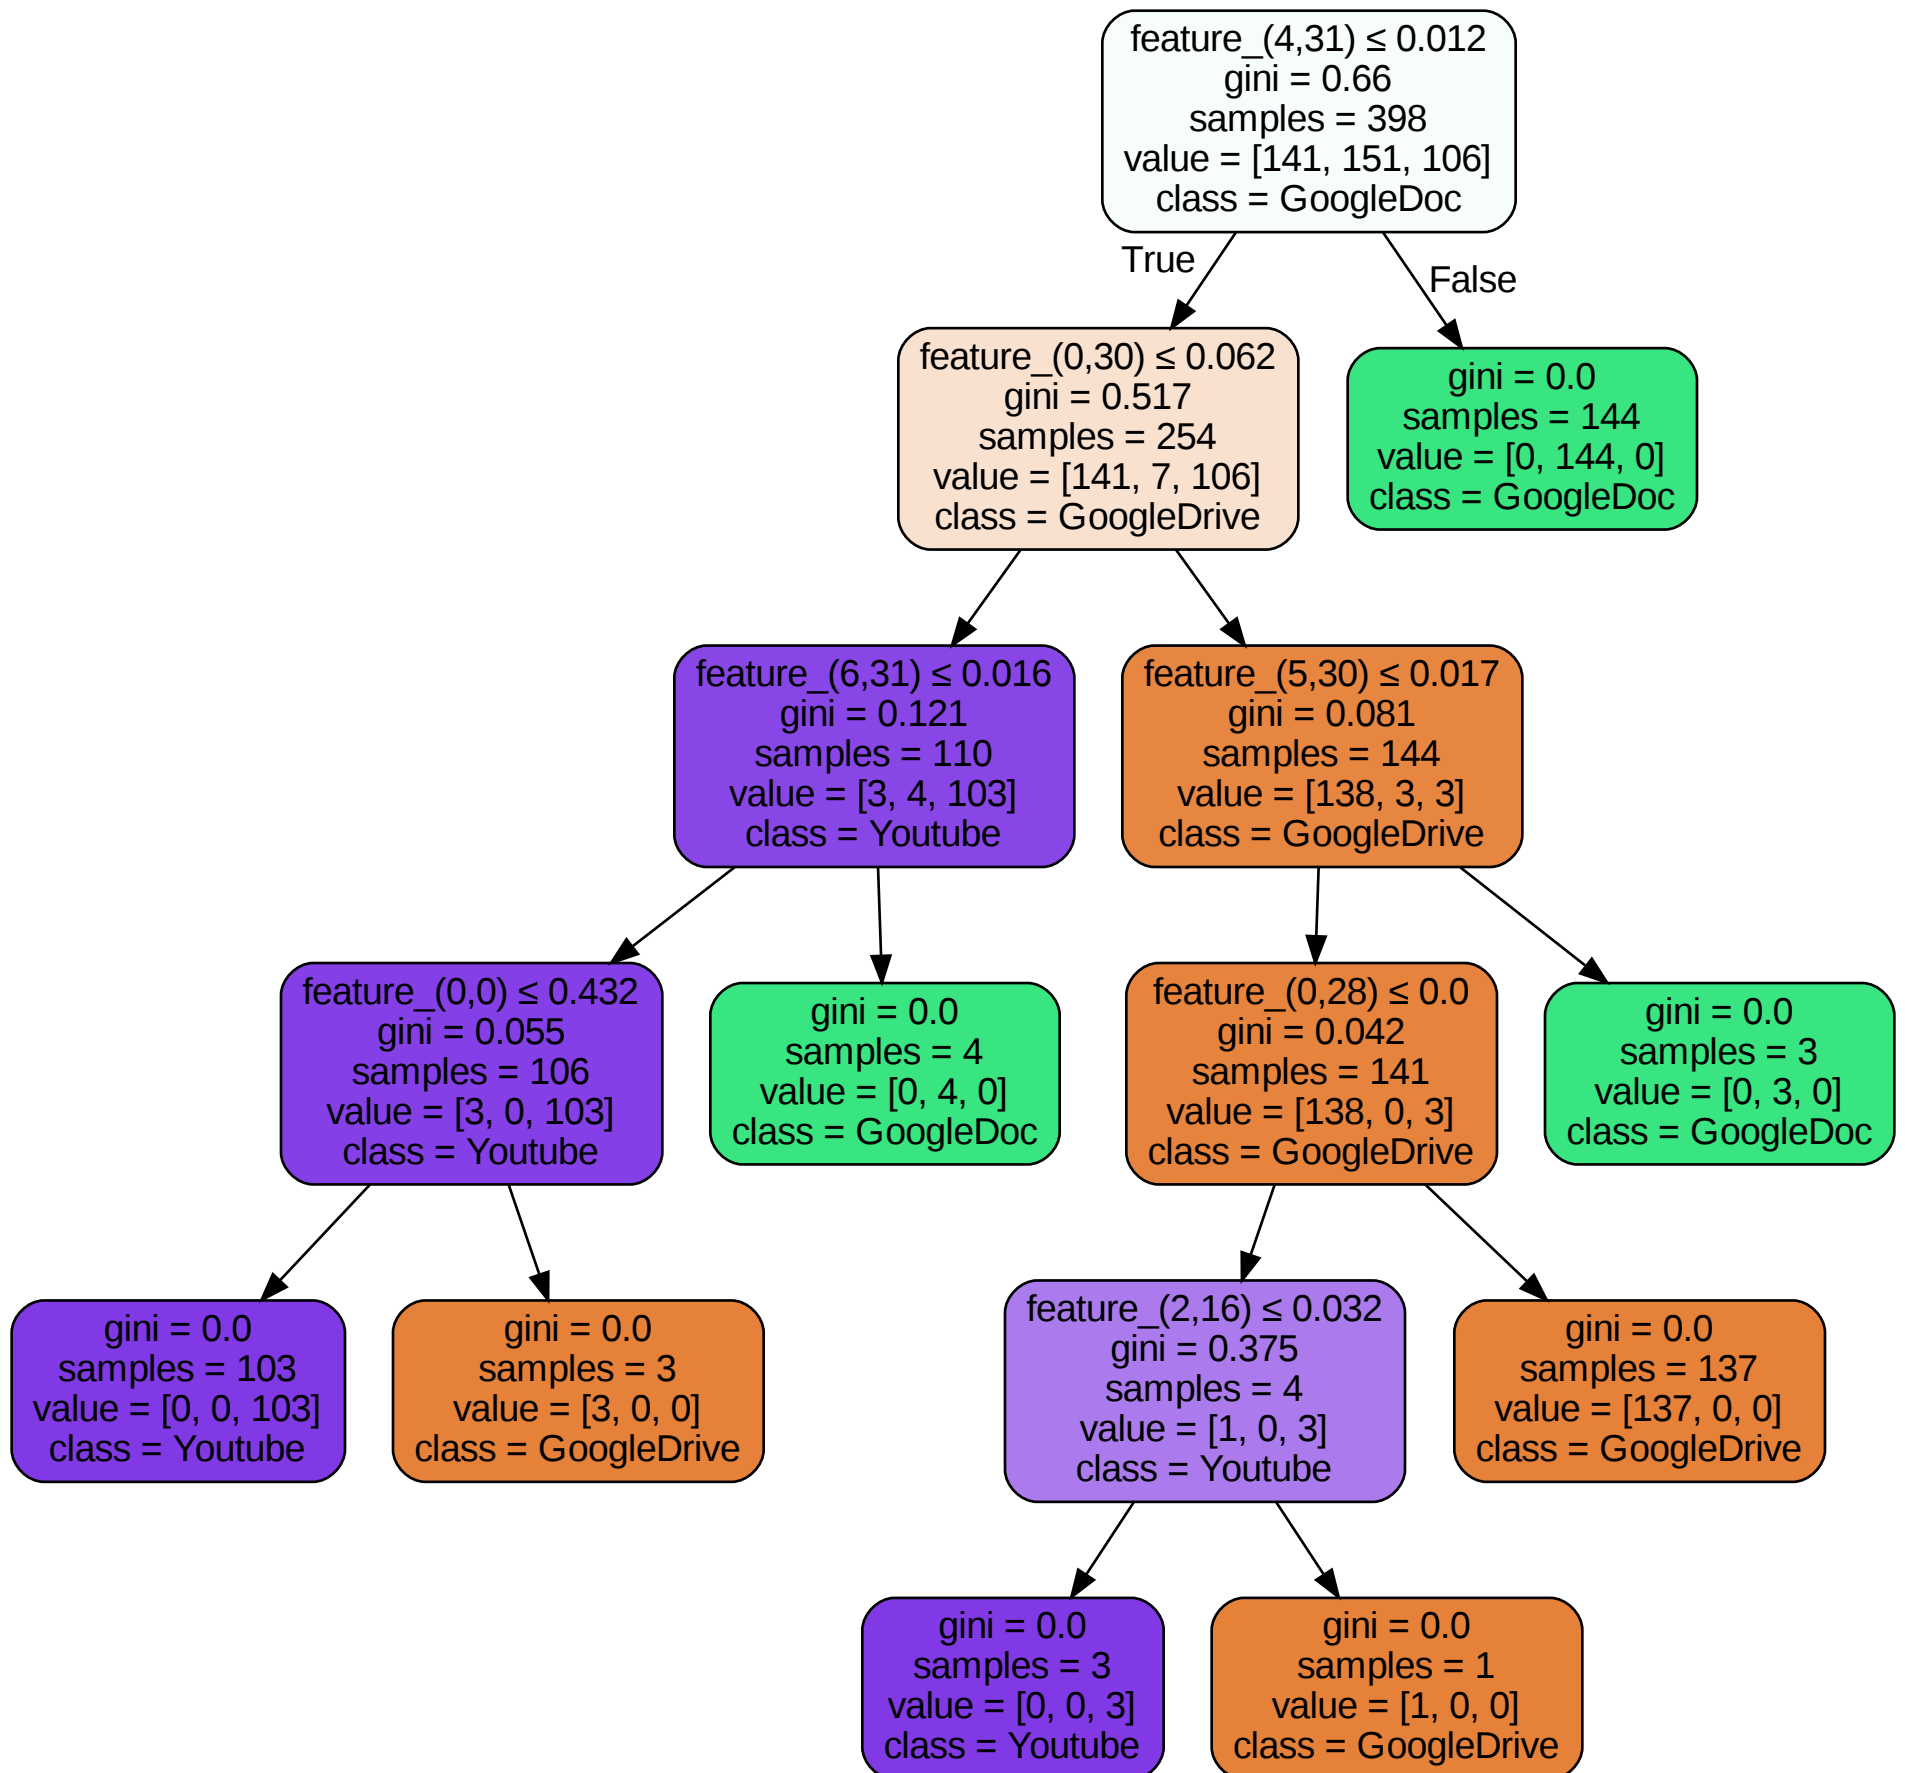 feature_(4,31) ≤ 0.012
gini = 0.66
samples = 398
value = [141, 151, 106]
class = GoogleDoc
True
False
feature_(0,30) ≤ 0.062
gini = 0.517
samples = 254
value = [141, 7, 106]
class = GoogleDrive
gini = 0.0
samples = 144
value = [0, 144, 0]
class = GoogleDoc
feature_(6,31) ≤ 0.016
gini = 0.121
samples = 110
value = [3, 4, 103]
class = Youtube
feature_(5,30) ≤ 0.017
gini = 0.081
samples = 144
value = [138, 3, 3]
class = GoogleDrive
feature_(0,0) ≤ 0.432
gini = 0.055
samples = 106
value = [3, 0, 103]
class = Youtube
gini = 0.0
samples = 4
value = [0, 4, 0]
class = GoogleDoc
feature_(0,28) ≤ 0.0
gini = 0.042
samples = 141
value = [138, 0, 3]
class = GoogleDrive
gini = 0.0
samples = 3
value = [0, 3, 0]
class = GoogleDoc
gini = 0.0
samples = 103
value = [0, 0, 103]
class = Youtube
gini = 0.0
samples = 3
value = [3, 0, 0]
class = GoogleDrive
feature_(2,16) ≤ 0.032
gini = 0.375
samples = 4
value = [1, 0, 3]
class = Youtube
gini = 0.0
samples = 137
value = [137, 0, 0]
class = GoogleDrive
gini = 0.0
samples = 3
value = [0, 0, 3]
class = Youtube
gini = 0.0
samples = 1
value = [1, 0, 0]
class = GoogleDrive